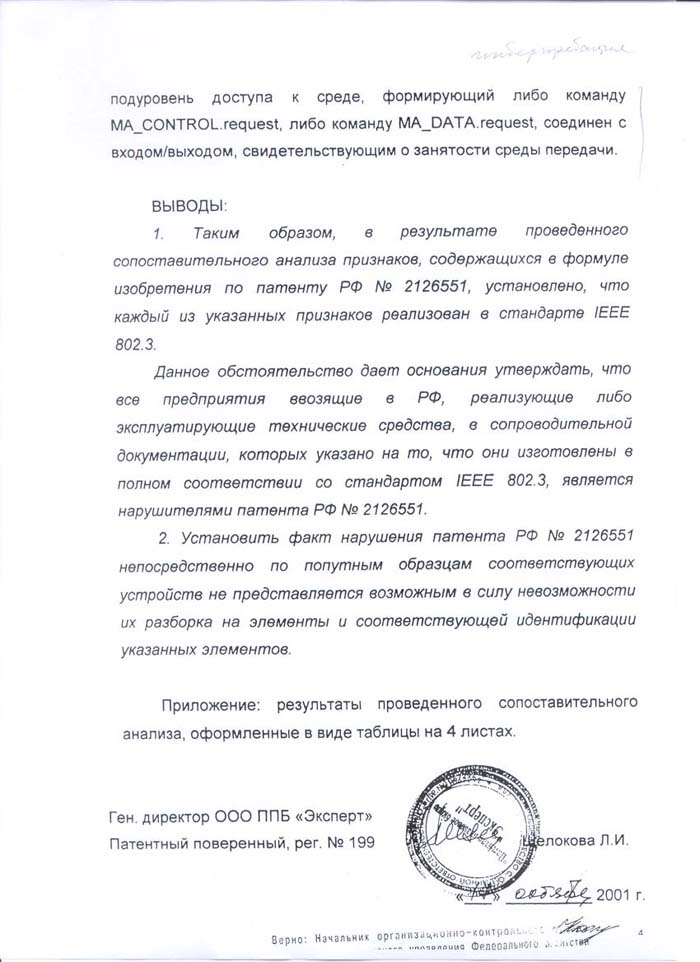 подуровень доступа к среде, формирующий либо команду
MA_CONTROL.request, либо команду MA_DATA.request, соединен с
входом/выходом, свидетельствующим о занятости среды передачи.
ВЫВОДЫ:
1. Таким образом, в результате проведенного
сопоставительного анализа признаков, содержащихся в формуле
изобретения по патенту РФ № 2126551, установлено, что
каждый из указанных признаков реализован в стандарте IEEE
802.3.
Данное обстоятельство дает основания утверждать, что
все предприятия ввозящие в РФ, реализующие либо
эксплуатирующие технические средства, в сопроводительной
документации, которых указано на то, что они изготовлены в
полном соответствии со стандартом IEEE 802.3, является
нарушителями патента РФ № 2126551.
2. Установить факт нарушения патента РФ № 2126551
непосредственно по попутным образцам соответствующих
устройств не представляется возможным в силу невозможности
их разборка на элементы и соответствующей идентификации
указанных элементов.
Приложение: результаты проведенного сопоставительного
анализа, оформленные в виде таблицы на 4 листах.
Ген. директор ООО ППБ «Эксперт»
Патентный поверенный, рег. № 199 Щелокова Л.И.
"Эксперт"
октября 2001 г.
4
Верно: Начальник организационно-контрольного
управления Федерального агентства